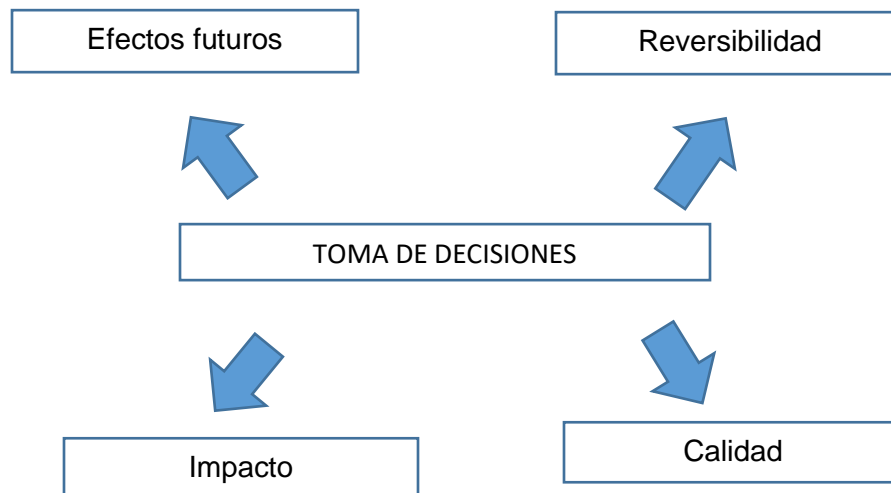 Efectos futuros
Reversibilidad
TOMA DE DECISIONES
Impacto
Calidad